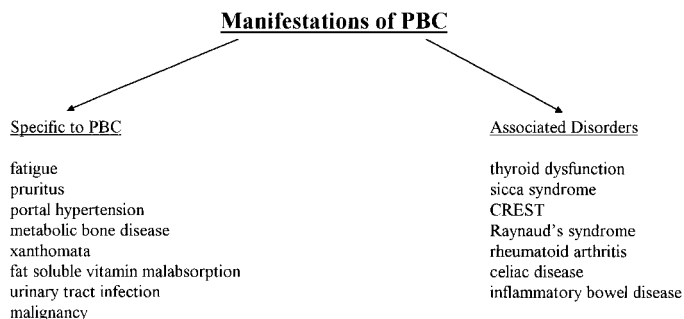 Manifestations of PBC
Specific to PBC
fatigue
pruritus
portal hypertension
metabolic bone disease
xanthomata
fat soluble vitamin malabsorption
urinary tract infection
malignancy
Associated Disorders
thyroid dysfunction
sicca syndrome
CREST
Raynaud's syndrome
rheumatoid arthritis
celiac disease
inflammatory bowel disease